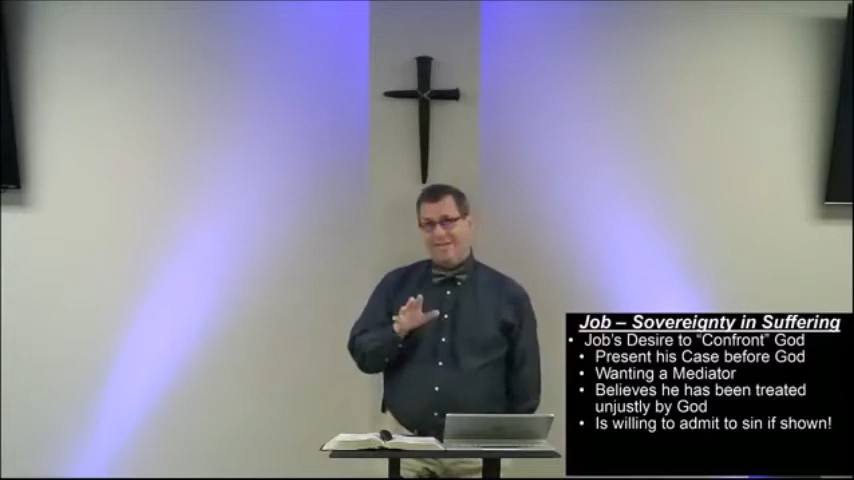 Job – Sovereignty in Suffering
• Job's Desire to “Confront” God
• Present his Case before God
• Wanting a Mediator
• Believes he has been treated
unjustly by God
• Is willing to admit to sin if shown!